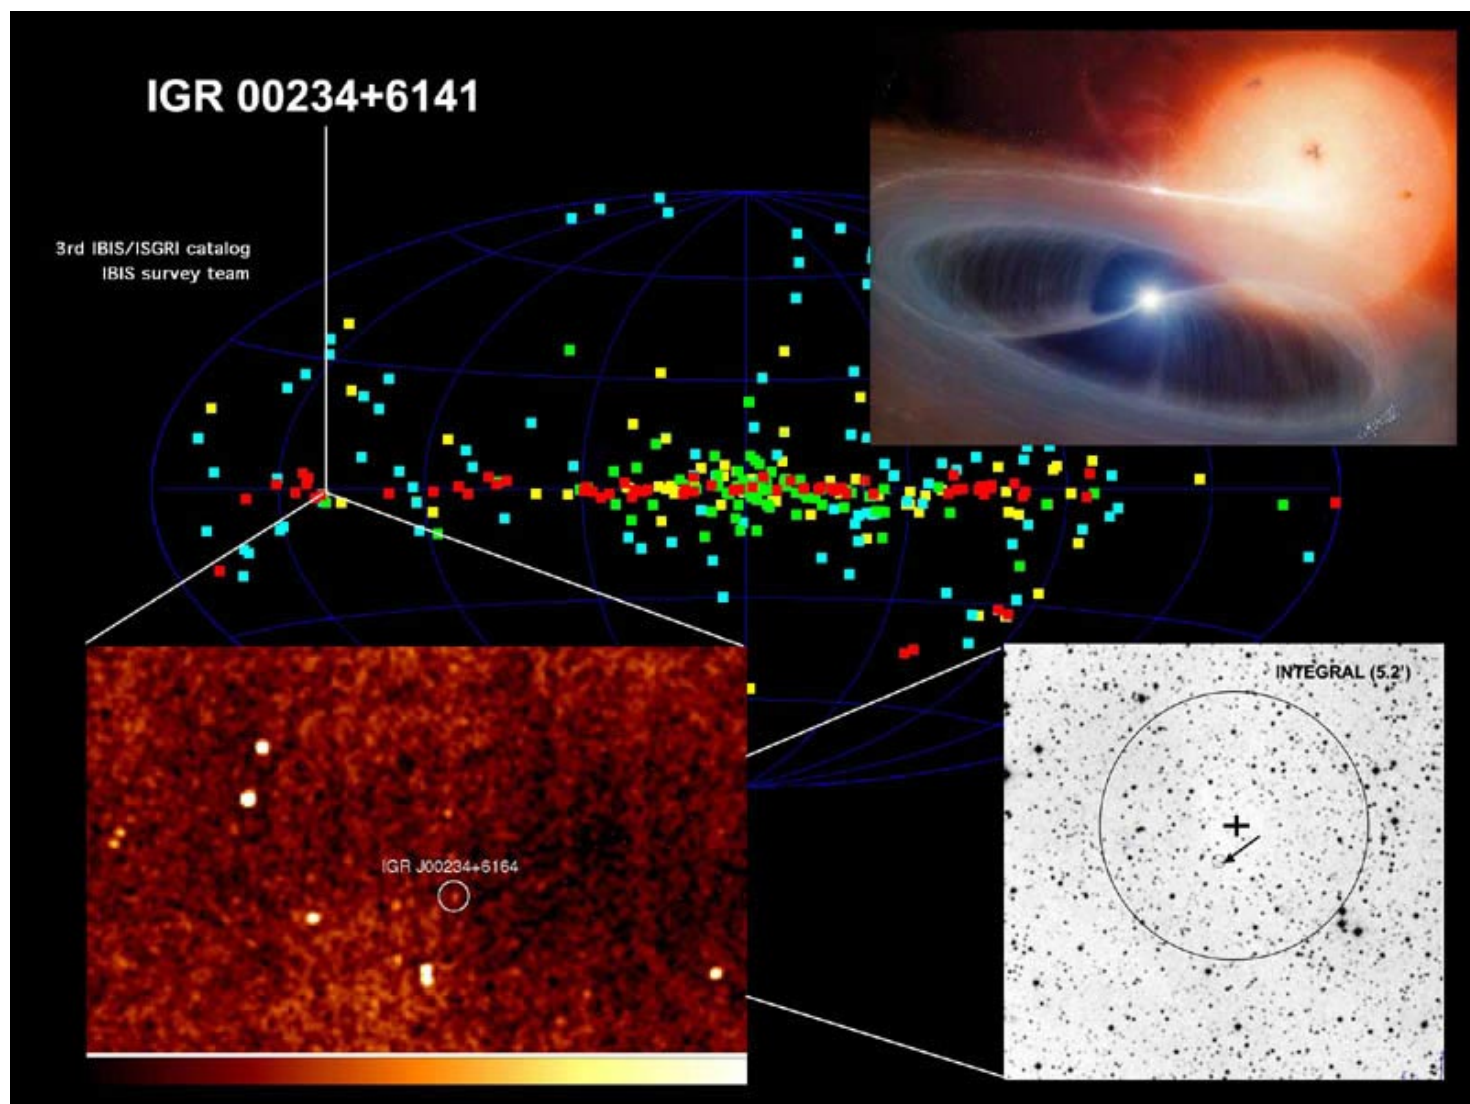 IGR 00234+6141
3rd IBIS/ISGRI catalog
IBIS survey team
INTEGRAL (5.2')
IGR J00234+6164